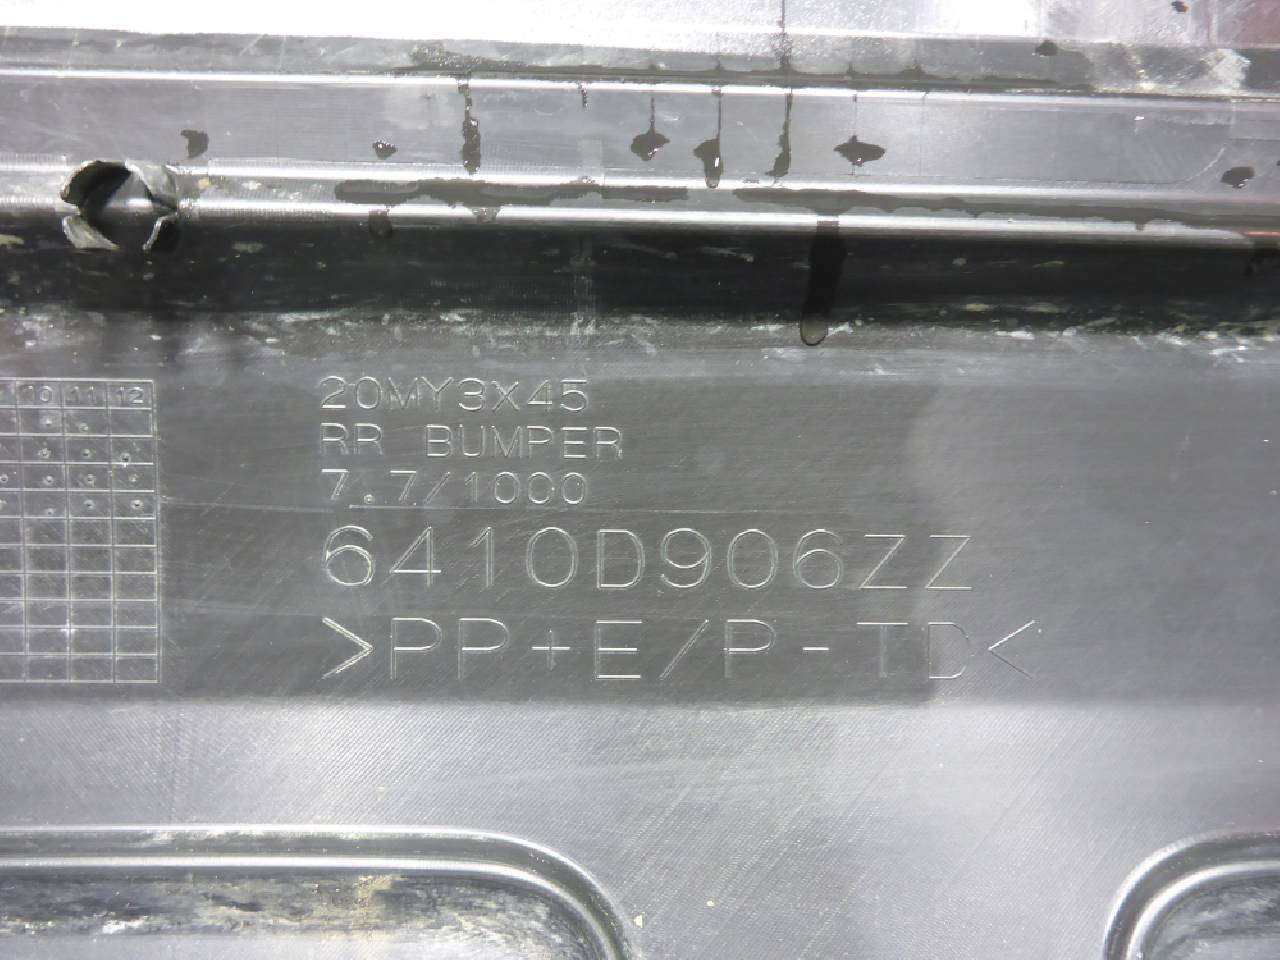 10 11 12
20MY3X45
RR BUMPER
7.7/1000
6410D906ZZ
>PP+E/P-TD<